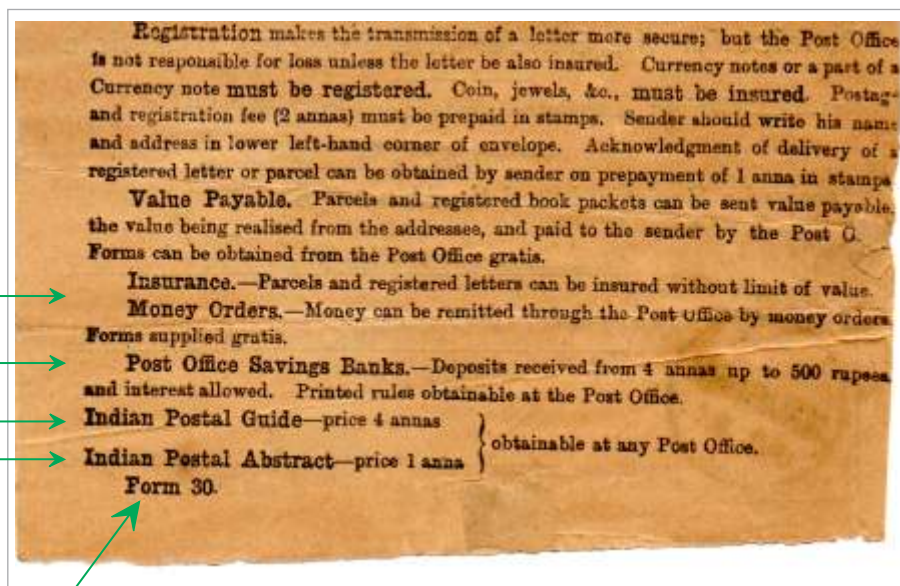 Registration makes the transmission of a letter more secure; but the Post Office
is not responsible for loss unless the letter be also insured. Currency notes or a part of a
Currency note must be registered. Coin, jewels, &c., must be insured. Postag-
and registration fee (2 annas) must be prepaid in stamps. Sender should write his name
and address in lower left-hand corner of envelope. Acknowledgment of delivery of a
registered letter or parcel can be obtained by sender on prepayment of 1 anna in stamps
Value Payable. Parcels and registered book packets can be sent value payable,
the value being realised from the addressee, and paid to the sender by the Post O.
Forms can be obtained from the Post Office gratis.
Insurance.—Parcels and registered letters can be insured without limit of value.
Money Orders.—Money can be remitted through the Post Office by money orders
Forms supplied gratis.
Post Office Savings Banks.—Deposits received from 4 annas up to 500 rupees
and interest allowed. Printed rules obtainable at the Post Office.
Indian Postal Guide—price 4 annas
obtainable at any Post Office.
Indian Postal Abstract—price 1 anna
Form 30.